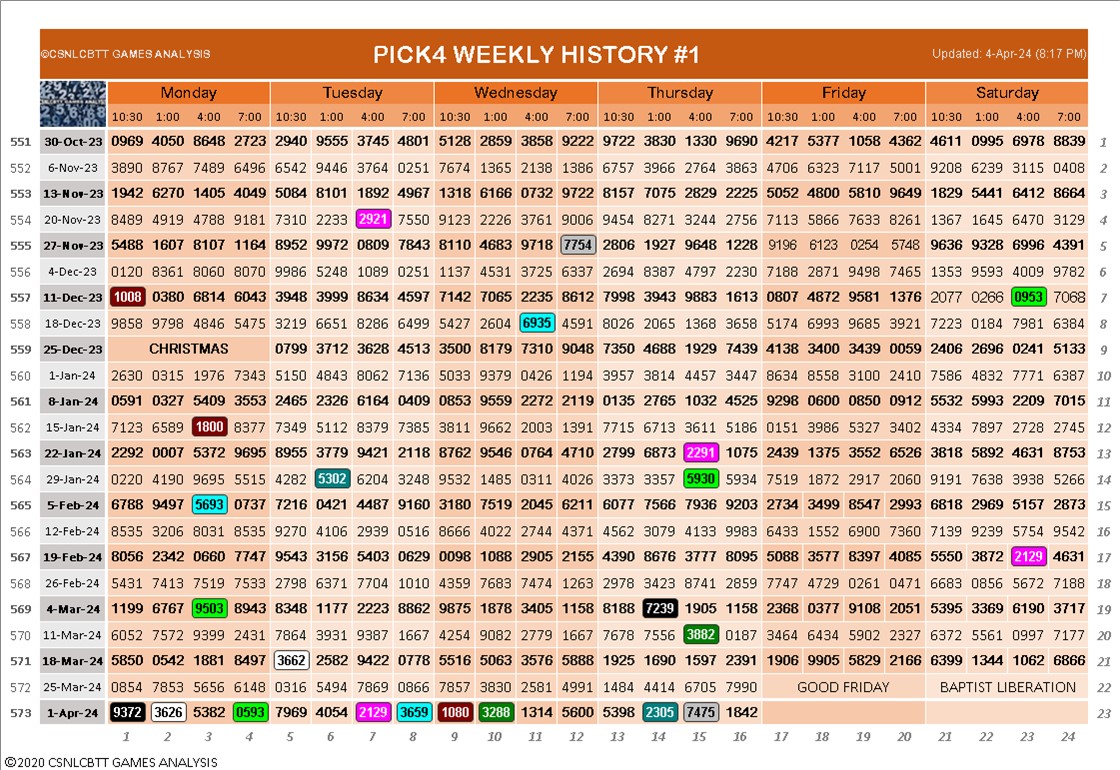 ©CSNLCBTT GAMES ANALYSIS PICK4 WEEKLY HISTORY #1 Updated: 4-Apr-24 (8:17 PM)
Monday Tuesday Wednesday Thursday Friday Saturday
10:30 1:00 4:00 7:00 10:30 1:00 4:00 7:00 10:30 1:00 4:00 7:00 10:30 1:00 4:00 7:00 10:30 1:00 4:00 7:00 10:30 1:00 4:00 7:00
551 30-Oct-23 0969 4050 8648 2723 2940 9555 3745 4801 5128 2859 3858 9222 9722 3830 1330 9690 4217 5377 1058 4362 4611 0995 6978 8839 1
552 6-Nov-23 3890 8767 7489 6496 6542 9446 3764 0251 7674 1365 2138 1386 6757 3966 2764 3863 4706 6323 7117 5001 9208 6239 3115 0408 2
553 13-Nov-23 1942 6270 1405 4049 5084 8101 1892 4967 1318 6166 0732 9722 8157 7075 2829 2225 5052 4800 5810 9649 1829 5441 6412 8664 3
554 20-Nov-23 8489 4919 4788 9181 7310 2233 2921 7550 9123 2226 3761 9006 9454 8271 3244 2756 7113 5066 7633 8261 1367 1645 6470 3129 4
555 27-Nov-23 5488 1607 8107 1164 8952 9972 0809 7843 8110 4683 9718 7754 2806 1927 9648 1228 9196 6123 0254 5748 9636 9328 6996 4391 5
556 4-Dec-23 0120 8361 8060 8070 9986 5248 1089 0251 1137 4531 3725 6337 2694 8387 4797 2230 7188 2871 9498 7465 1353 9593 4009 9782 6
557 11-Dec-23 1008 0380 6814 6043 3948 3999 8634 4597 7142 7065 2235 8612 7998 3943 9883 1613 0807 4872 9581 1376 2077 0266 0953 7068 7
558 18-Dec-23 9858 9798 4846 5475 3219 6651 8286 6499 5427 2604 6935 4591 8026 2065 1368 3658 5174 6993 9685 3921 7223 0184 7981 6384 8
559 25-Dec-23 CHRISTMAS 0799 3712 3628 4513 3500 8179 7310 9048 7350 4688 1929 7439 4138 3400 3439 0059 2406 2696 0241 5133 9
560 1-Jan-24 2630 0315 1976 7343 5150 4843 8062 7136 5033 9379 0426 1194 3957 3814 4457 3447 8634 8558 3100 2410 7586 4832 7771 6387 10
561 8-Jan-24 0591 0327 5409 3553 2465 2326 6164 0409 0853 9559 2272 2119 0135 2765 1032 4525 9298 0600 0850 0912 5532 5993 2209 7015 11
562 15-Jan-24 7123 6589 1800 8377 7349 5112 8379 7385 3811 9662 2003 1391 7715 6713 3611 5186 0151 3986 5327 3402 4334 7897 2728 2745 12
563 22-Jan-24 2292 0007 5372 9695 8955 3779 9421 2118 8762 9546 0764 4710 2799 6873 2291 1075 2439 1375 3552 6526 3818 5892 4631 8753 13
564 29-Jan-24 0220 4190 9695 5515 4282 5302 6204 3248 9532 1485 0311 4026 3373 3357 5930 5934 7519 1872 2917 2060 9191 7638 3938 5266 14
565 5-Feb-24 6788 9497 5693 0737 7216 0421 4487 9160 3180 7519 2045 6211 6077 7566 7936 9203 2734 3499 8547 2993 6818 2969 5157 2873 15
566 12-Feb-24 8535 3206 8031 8535 9270 4106 2939 0516 8666 4022 2744 4371 4562 3079 4133 9983 6433 1552 6900 7360 7139 9239 5754 9542 16
567 19-Feb-24 8056 2342 0660 7747 9543 3156 5403 0629 0098 1088 2905 2155 4390 8676 3777 8095 5088 3577 8397 4085 5550 3872 2129 4631 17
568 26-Feb-24 5431 7413 7519 7533 2798 6371 7704 1010 4359 7683 7474 1263 2978 3423 8741 2859 7747 4729 0261 0471 6683 0856 5672 7188 18
569 4-Mar-24 1199 6767 9503 8943 8348 1177 2223 8862 9875 1878 3405 1158 8188 7239 1905 1158 2368 0377 9108 2051 5395 3369 6190 3717 19
570 11-Mar-24 6052 7572 9399 2431 7864 3931 9387 1667 4254 9082 2779 1667 7678 7556 3882 0187 3464 6434 5902 2327 6372 5561 0997 7177 20
571 18-Mar-24 5850 0542 1881 8497 3662 2582 9422 0778 5516 5063 3576 5888 1925 1690 1597 2391 1906 9905 5829 2166 6399 1344 1062 6866 21
572 25-Mar-24 0854 7853 5656 6148 0316 5494 7869 0866 7857 3830 2581 4991 1484 4414 6705 7990 GOOD FRIDAY BAPTIST LIBERATION 22
573 1-Apr-24 9372 3626 5382 0593 7969 4054 2129 3659 1080 3288 1314 5600 5398 2305 7475 1842 23
1 2 3 4 5 6 7 8 9 10 11 12 13 14 15 16 17 18 19 20 21 22 23 24
©2020 CSNLCBTT GAMES ANALYSIS